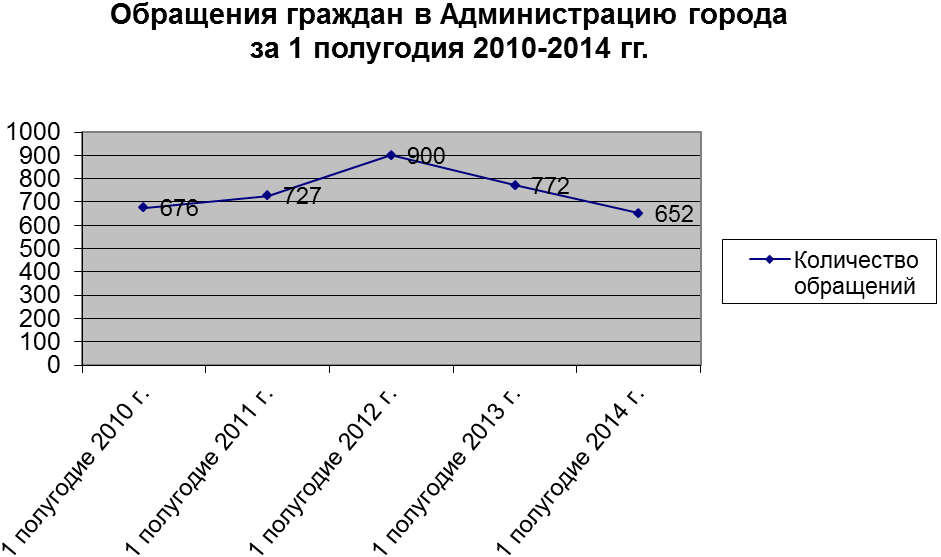 Обращения граждан в Администрацию города
за 1 полугодия 2010-2014 гг.
1000
900
800
700
600
500
400
300
200
100
0
676
727
900
772
652
1 полугодие 2010 г.
1 полугодие 2011 г.
1 полугодие 2012 г.
1 полугодие 2013 г.
1 полугодие 2014 г.
Количество
обращений